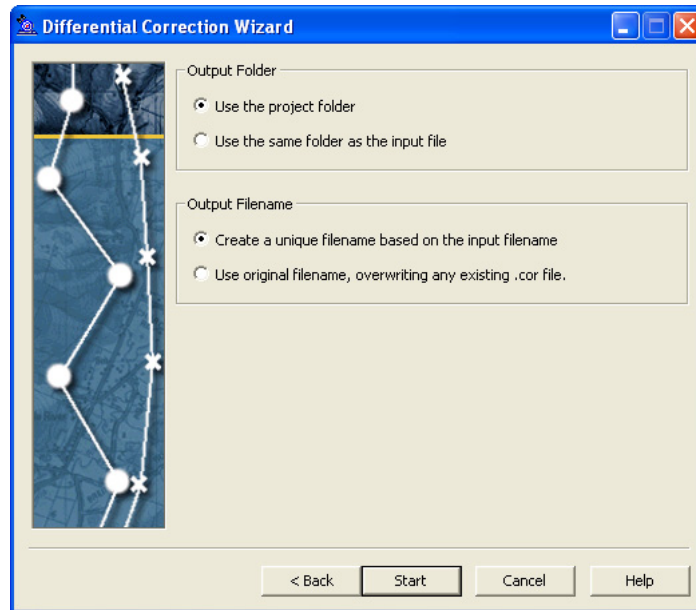 Differential Correction Wizard
Output Folder
Use the project folder
Use the same folder as the input file
Output Filename
Create a unique filename based on the input filename
Use original filename, overwriting any existing .cor file.
< Back
Start
Cancel
Help